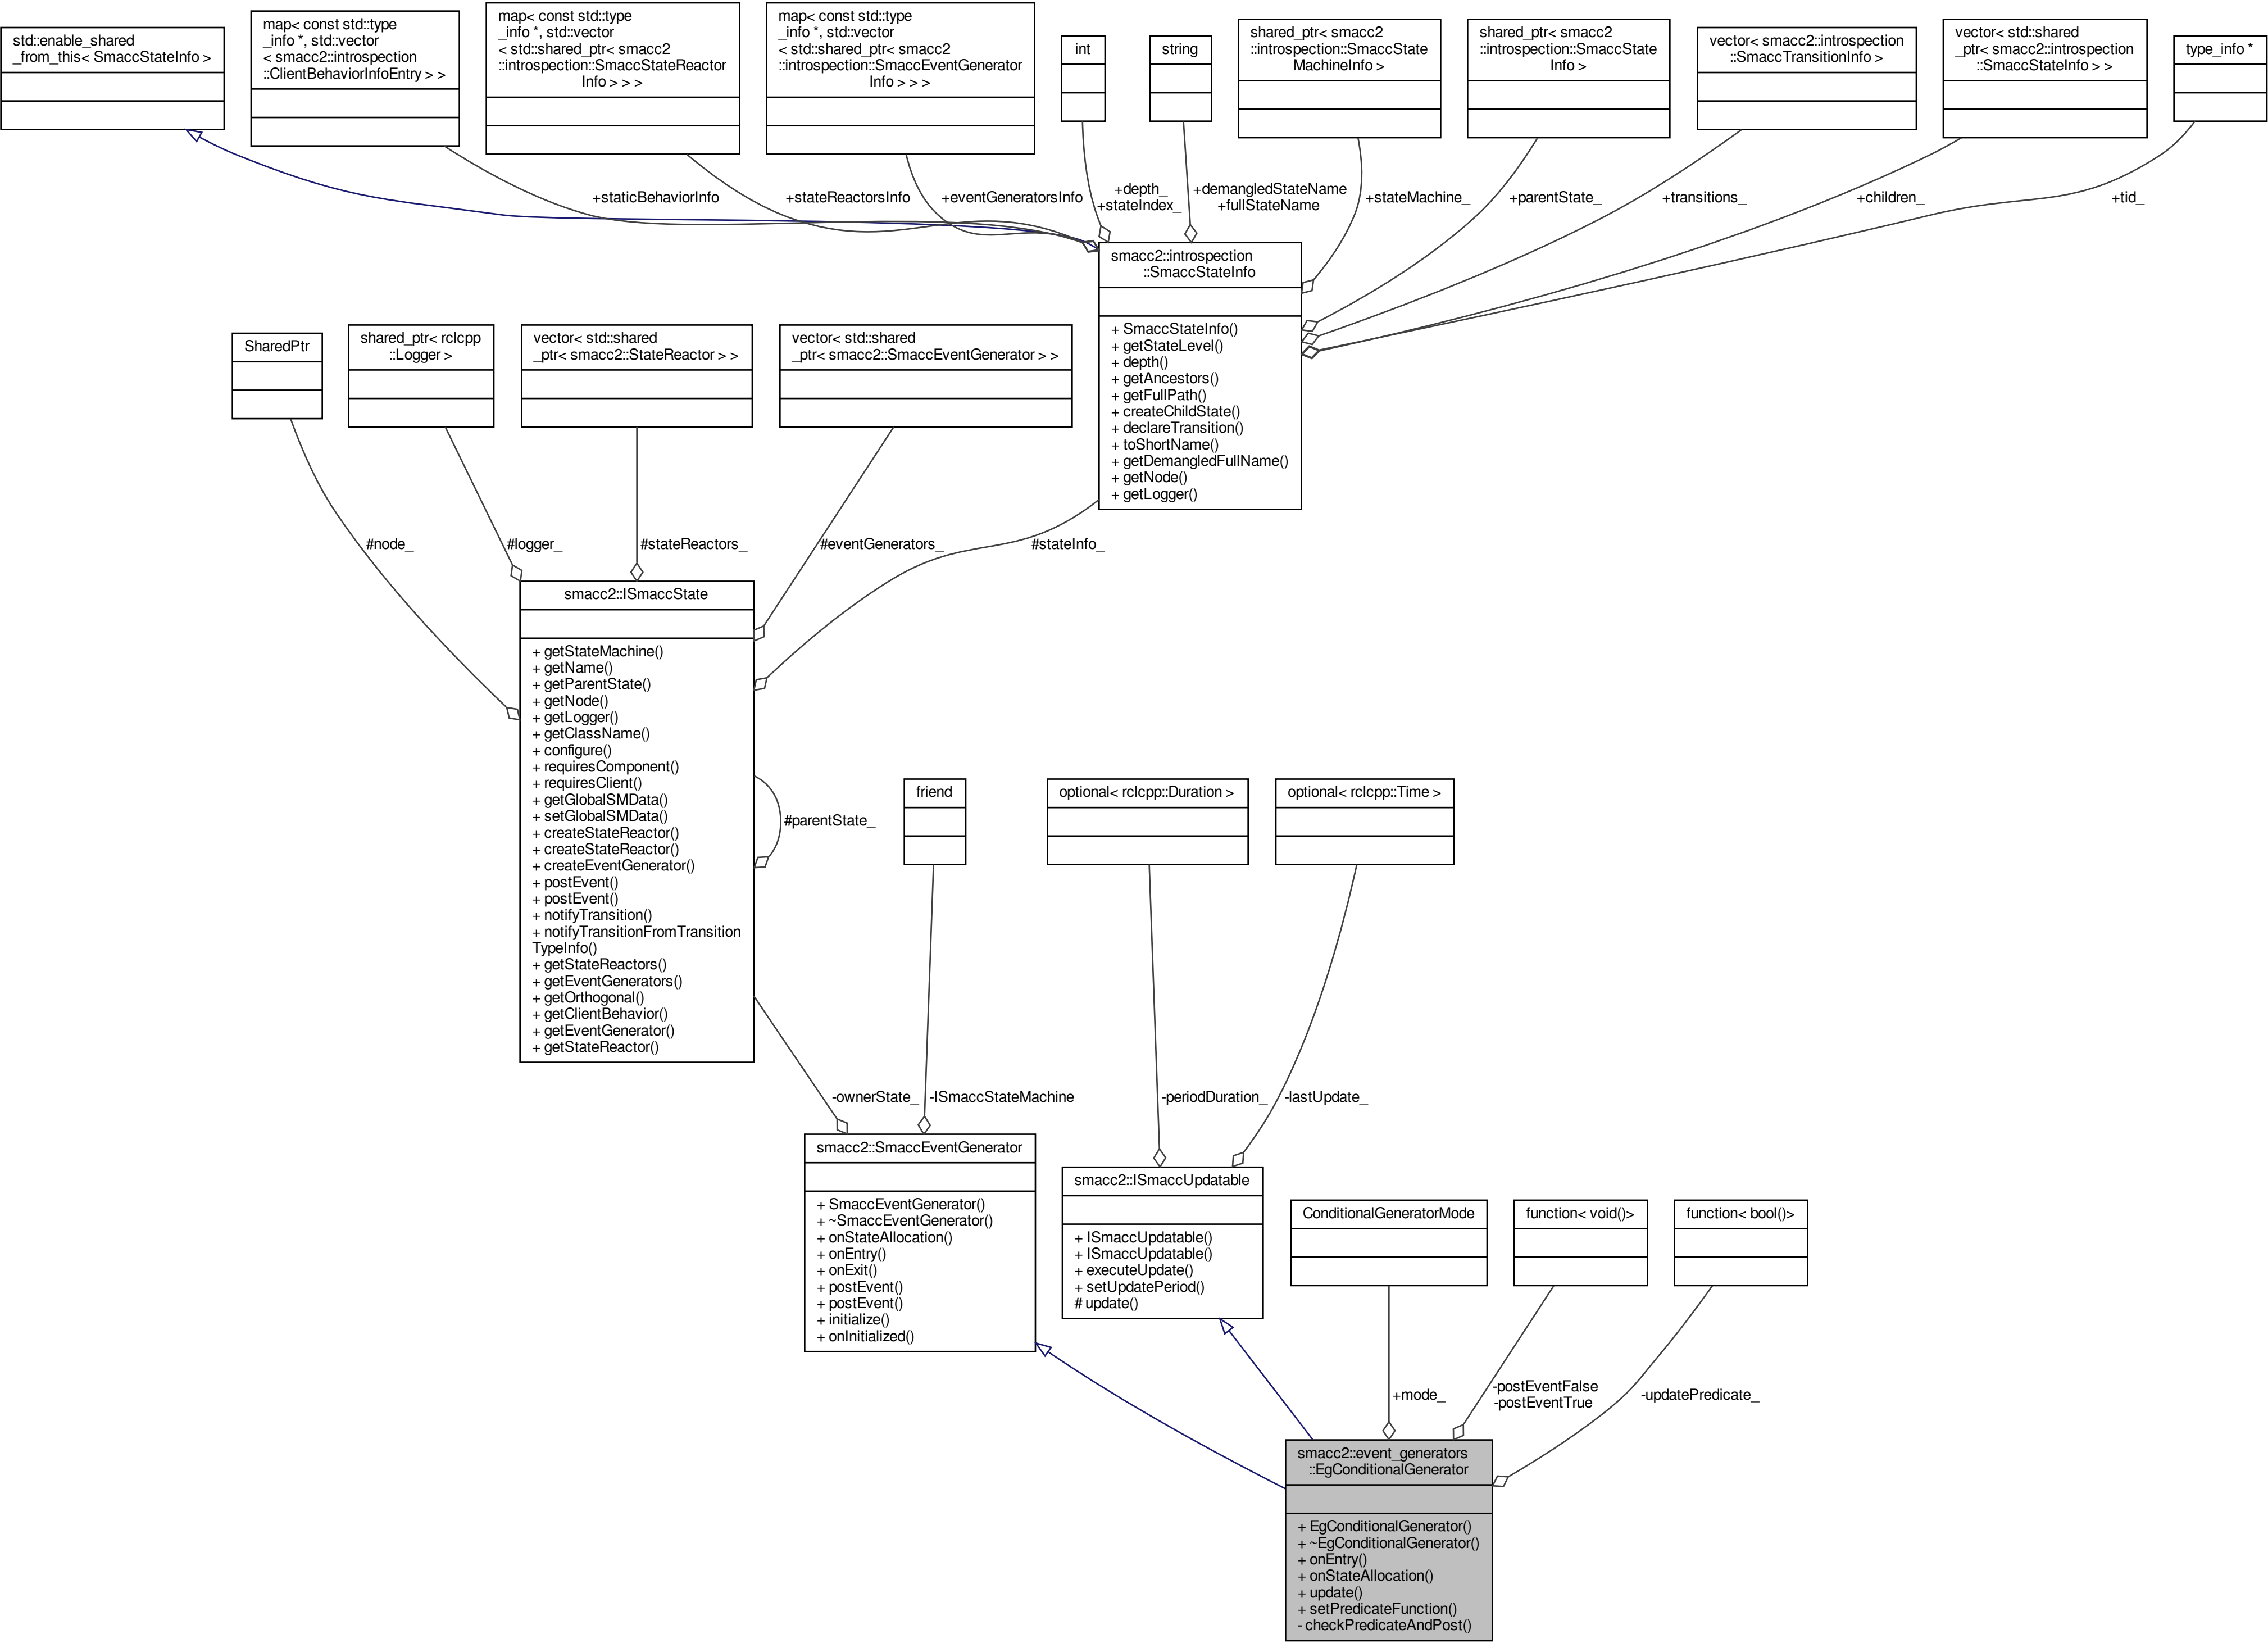 std::enable_shared
_from_this< SmaccStateInfo >
map< const std::type
_info *, std::vector
< smacc2::introspection
::ClientBehaviorInfoEntry > >
map< const std::type
_info *, std::vector
< std::shared_ptr< smacc2
::introspection::SmaccStateReactor
Info > > >
map< const std::type
_info *, std::vector
< std::shared_ptr< smacc2
::introspection::SmaccEventGenerator
Info > > >
int
string
shared_ptr< smacc2
::introspection::SmaccState
MachineInfo >
shared_ptr< smacc2
::introspection::SmaccState
Info >
vector< smacc2::introspection
::SmaccTransitionInfo >
vector< std::shared
_ptr< smacc2::introspection
::SmaccStateInfo > >
type_info *
+staticBehaviorInfo
+stateReactorsInfo
+eventGeneratorsInfo
+depth_
+stateIndex_
+demangledStateName
+fullStateName
+stateMachine_
+parentState_
+transitions_
+children_
+tid_
smacc2::introspection
::SmaccStateInfo
+ SmaccStateInfo()
+ getStateLevel()
+ depth()
+ getAncestors()
+ getFullPath()
+ createChildState()
+ declareTransition()
+ toShortName()
+ getDemangledFullName()
+ getNode()
+ getLogger()
SharedPtr
shared_ptr< rclcpp
::Logger >
vector< std::shared
_ptr< smacc2::StateReactor > >
vector< std::shared
_ptr< smacc2::SmaccEventGenerator > >
#node_
#logger_
#stateReactors_
#eventGenerators_
#stateInfo_
smacc2::ISmaccState
+ getStateMachine()
+ getName()
+ getParentState()
+ getNode()
+ getLogger()
+ getClassName()
+ configure()
+ requiresComponent()
+ requiresClient()
+ getGlobalSMData()
+ setGlobalSMData()
+ createStateReactor()
+ createStateReactor()
+ createEventGenerator()
+ postEvent()
+ postEvent()
+ notifyTransition()
+ notifyTransitionFromTransition
TypeInfo()
+ getStateReactors()
+ getEventGenerators()
+ getOrthogonal()
+ getClientBehavior()
+ getEventGenerator()
+ getStateReactor()
#parentState_
friend
optional< rclcpp::Duration >
optional< rclcpp::Time >
-ownerState_
-ISmaccStateMachine
-periodDuration_
-lastUpdate_
smacc2::SmaccEventGenerator
+ SmaccEventGenerator()
+ ~SmaccEventGenerator()
+ onStateAllocation()
+ onEntry()
+ onExit()
+ postEvent()
+ postEvent()
+ initialize()
+ onInitialized()
smacc2::ISmaccUpdatable
+ ISmaccUpdatable()
+ ISmaccUpdatable()
+ executeUpdate()
+ setUpdatePeriod()
# update()
ConditionalGeneratorMode
function< void()>
function< bool()>
+mode_
-postEventFalse
-postEventTrue
-updatePredicate_
smacc2::event_generators
::EgConditionalGenerator
+ EgConditionalGenerator()
+ ~EgConditionalGenerator()
+ onEntry()
+ onStateAllocation()
+ update()
+ setPredicateFunction()
- checkPredicateAndPost()